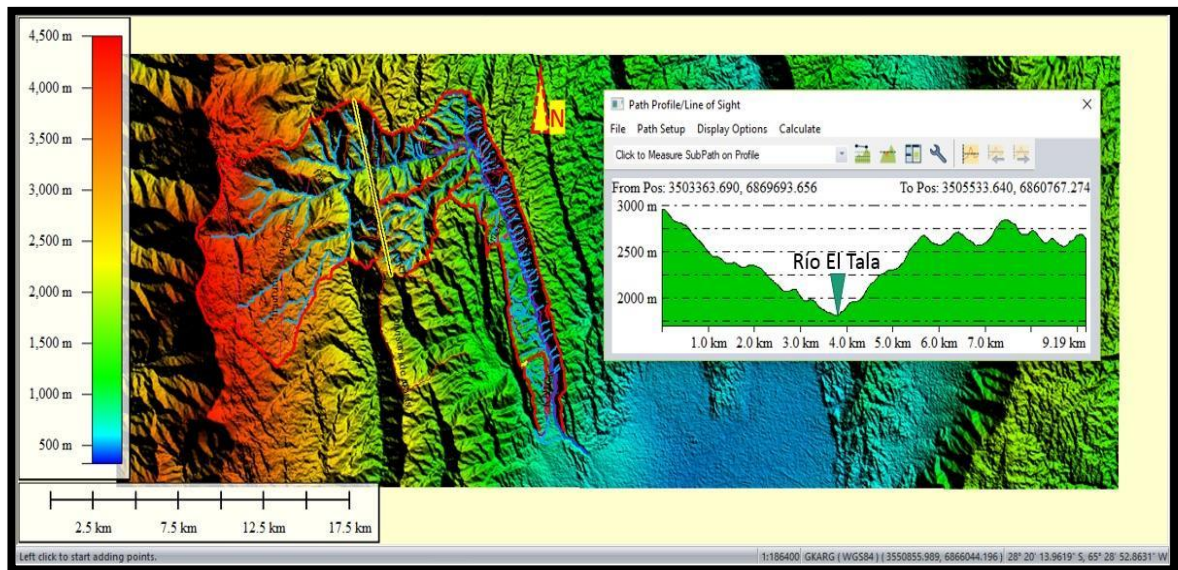 4,500 m
4,000 m
3,500 m
3,000 m
2,500 m
2,000 m
1,500 m
1,000 m
500 m
2.5 km 7.5 km 12.5 km 17.5 km
N
Path Profile/Line of Sight
File Path Setup Display Options Calculate
Click to Measure SubPath on Profile
From Pos: 3503363.690, 6869693.656 To Pos: 3505533.640, 6860767.274
3000 m
2500 m
2000 m
Río El Tala
1.0 km 2.0 km 3.0 km 4.0 km 5.0 km 6.0 km 7.0 km 9.19 km
Left click to start adding points.
1:186400 GKARG ( WGS84 ) ( 3550855.989, 6866044.196 ) 28° 20' 13.9619" S, 65° 28' 52.8631" W